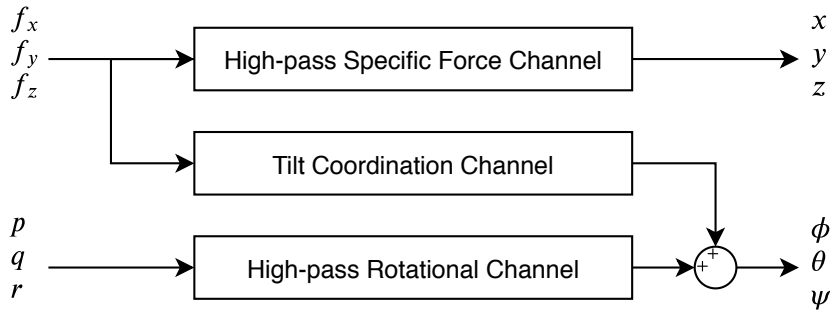 f_x
f_y
f_z
High-pass Specific Force Channel
x
y
z
Tilt Coordination Channel
p
q
r
High-pass Rotational Channel
+
+
ϕ
θ
ψ